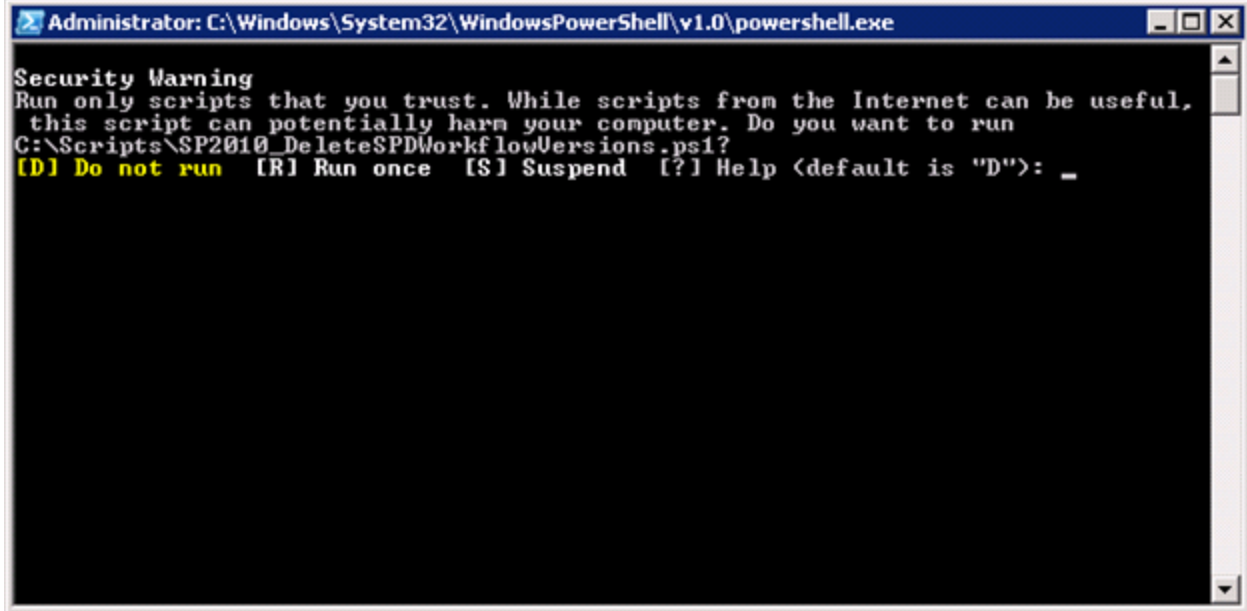 Administrator: C:\Windows\System32\WindowsPowerShell\v1.0\powershell.exe
Security Warning
Run only scripts that you trust. While scripts from the Internet can be useful,
this script can potentially harm your computer. Do you want to run
C:\Scripts\SP2010_DeleteSPDWorkflowVersions.ps1?
[D] Do not run  [R] Run once  [S] Suspend  [?] Help (default is "D"): _